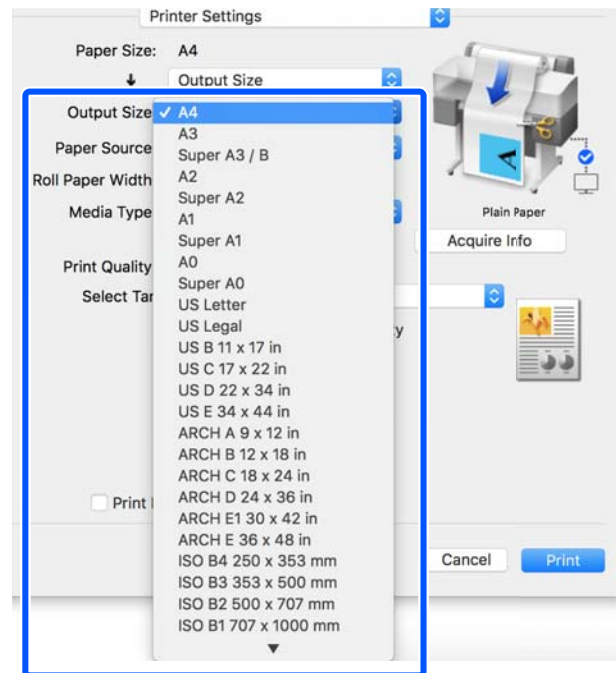 Printer Settings
Paper Size: A4
Output Size
Output Size ✓ A4
A3
Paper Source
Super A3 / B
A2
Roll Paper Width
Super A2
Media Type
A1
Plain Paper
Super A1
Acquire Info
A0
Print Quality
Super A0
Select Tar
US Letter
US Legal
y
US B 11 x 17 in
US C 17 x 22 in
US D 22 x 34 in
US E 34 x 44 in
ARCH A 9 x 12 in
ARCH B 12 x 18 in
ARCH C 18 x 24 in
ARCH D 24 x 36 in
Print
ARCH E1 30 x 42 in
ARCH E 36 x 48 in
ISO B4 250 x 353 mm
Cancel
Print
ISO B3 353 x 500 mm
ISO B2 500 x 707 mm
ISO B1 707 x 1000 mm